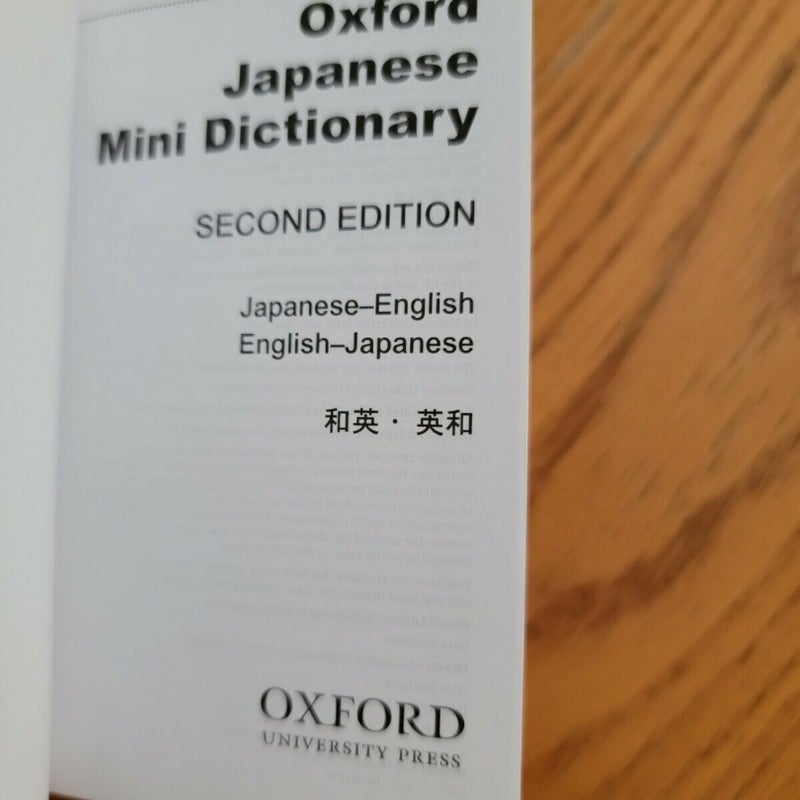 Oxford
Japanese
Mini Dictionary
SECOND EDITION
Japanese–English
English–Japanese
和英・英和
OXFORD
UNIVERSITY PRESS